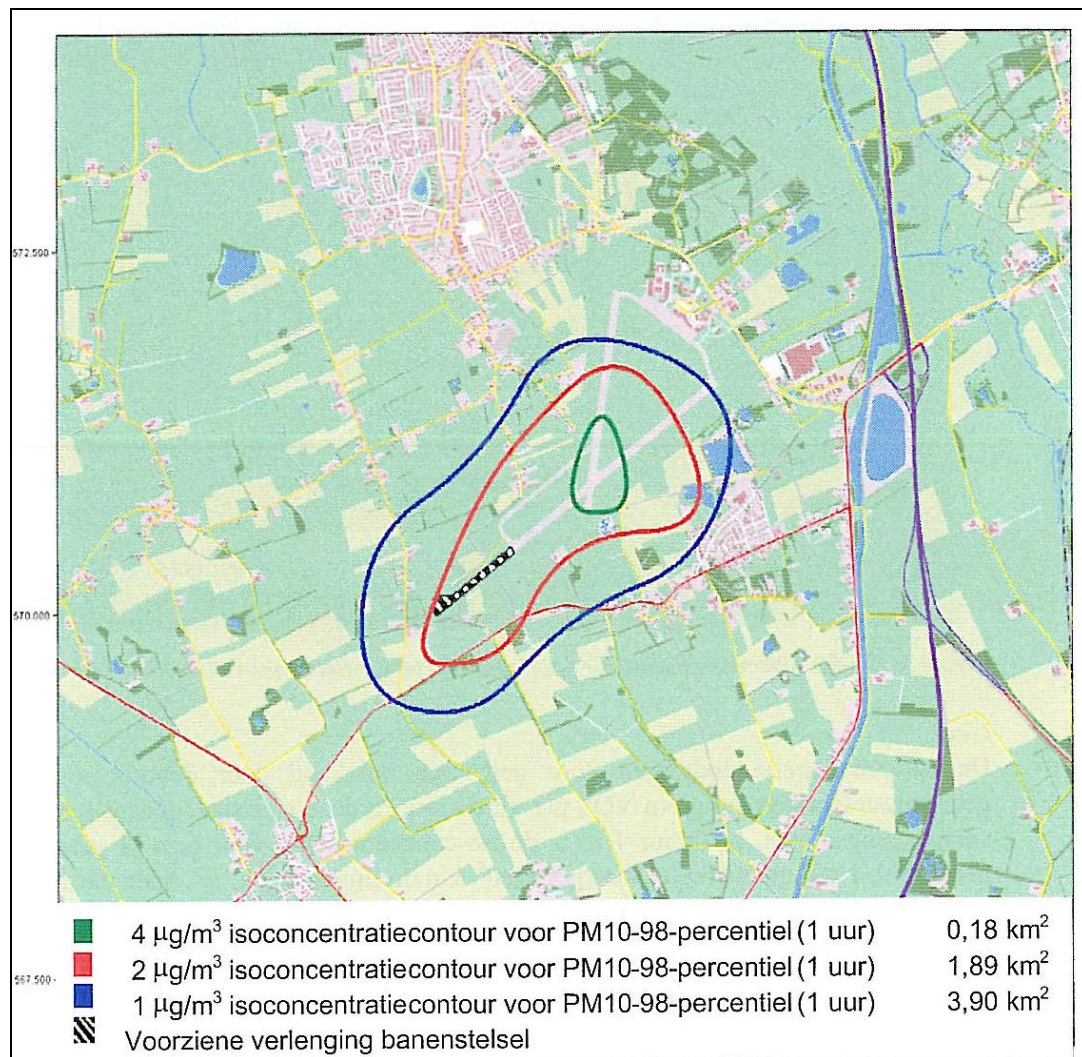 572.500
570.000
4 µg/m³ isoconcentratiecontour voor PM10-98-percentiel (1 uur) 0,18 km²
2 µg/m³ isoconcentratiecontour voor PM10-98-percentiel (1 uur) 1,89 km²
567.500
1 µg/m³ isoconcentratiecontour voor PM10-98-percentiel (1 uur) 3,90 km²
Voorziene verlenging banenstelsel